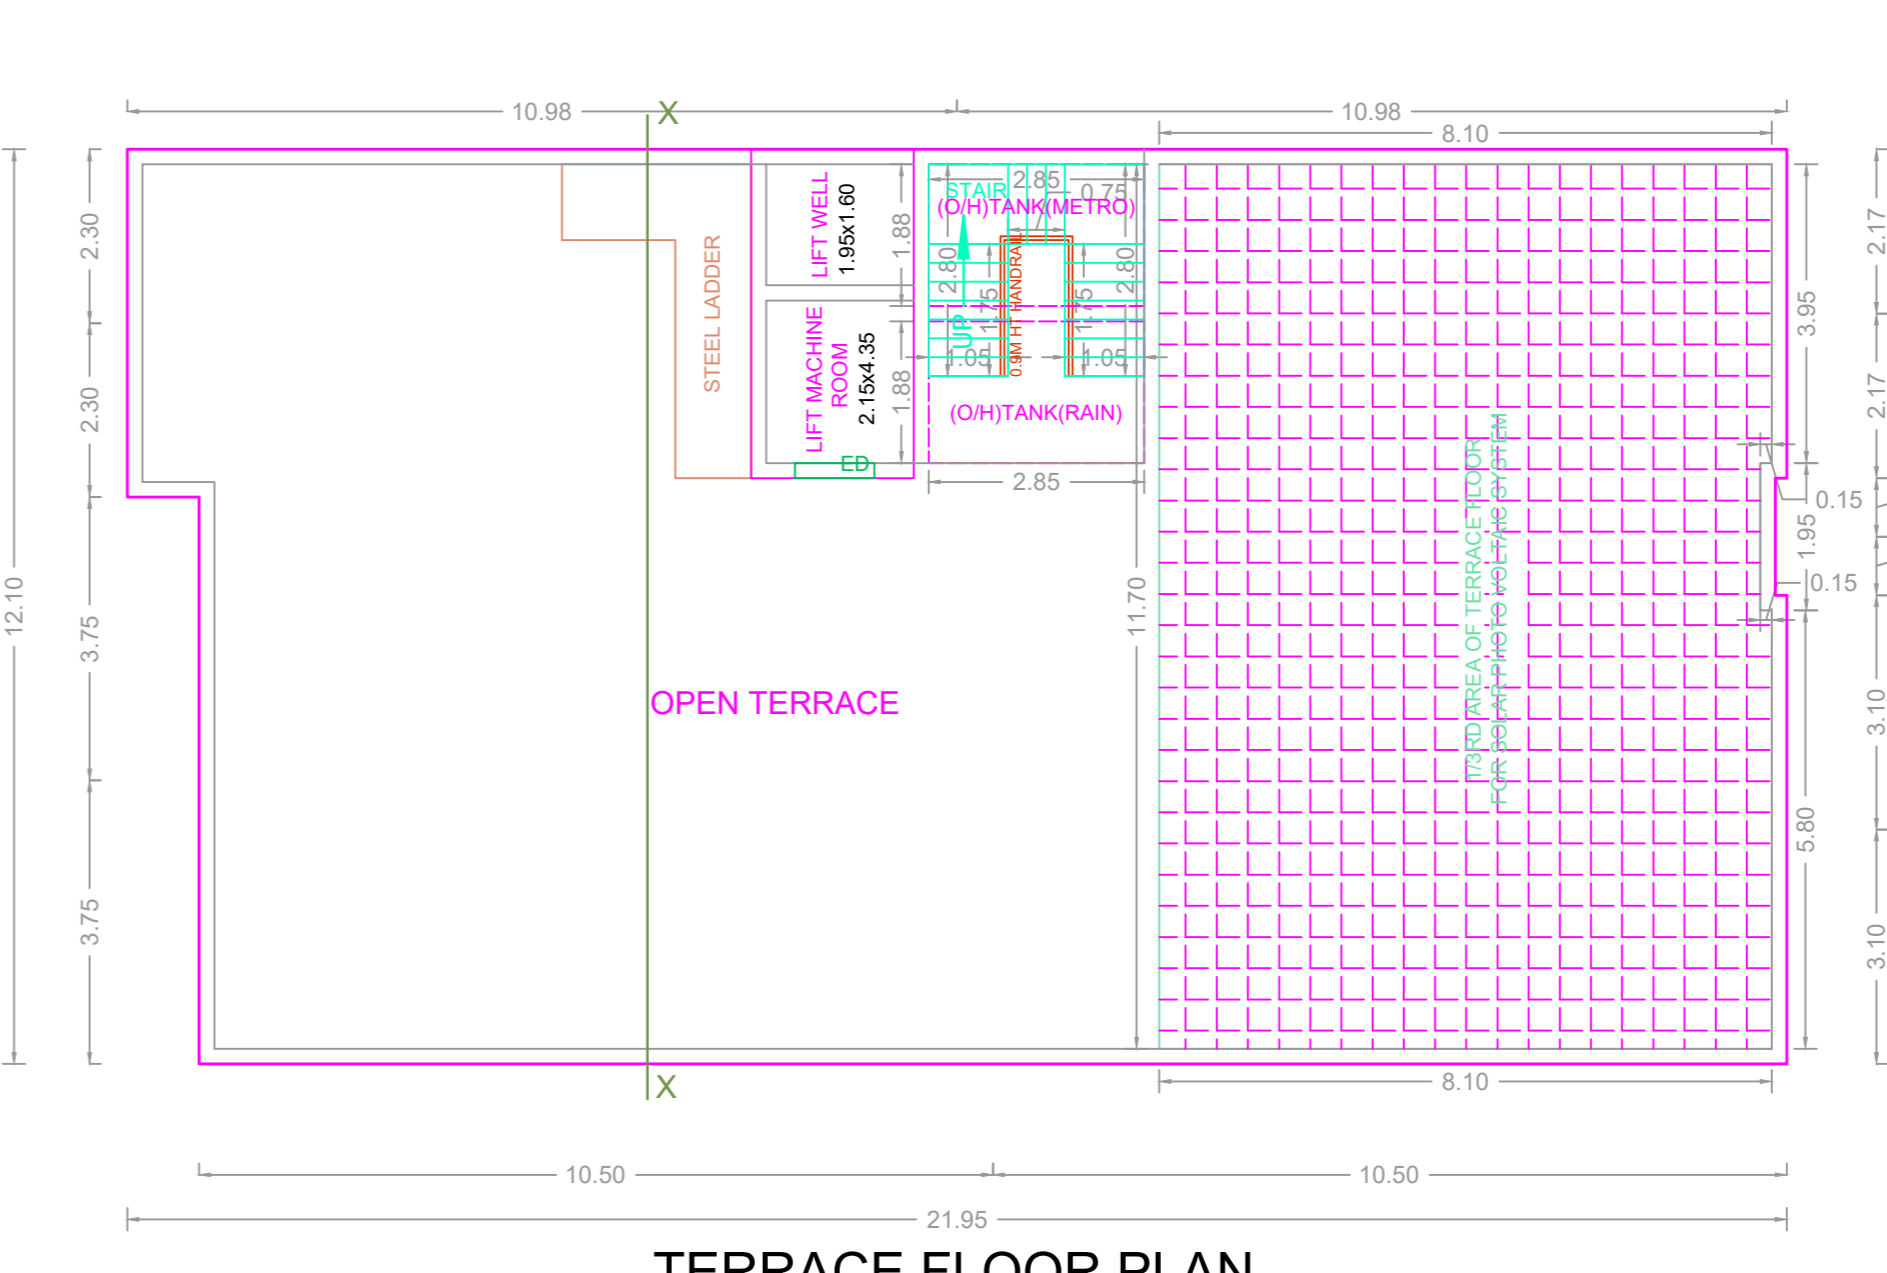 X
10.98
10.98
8.10
2.30
2.30
3.75
3.75
12.10
STEEL LADDER
LIFT WELL
1.95x1.60
LIFT MACHINE
ROOM
2.15x4.35
ED
1.88
1.88
STAIR
2.85
0.75
(O/H)TANK(METRO)
2.80
2.80
1.75
1.75
0.9M HT HANDRAIL
UP
1.05
1.05
(O/H)TANK(RAIN)
2.85
11.70
OPEN TERRACE
1/3RD AREA OF TERRACE FLOOR
FOR SOLAR PHOTO VOLTAIC SYSTEM
3.95
0.15
1.95
0.15
5.80
2.17
2.17
3.10
3.10
X
8.10
10.50
10.50
21.95
TERRACE FLOOR PLAN